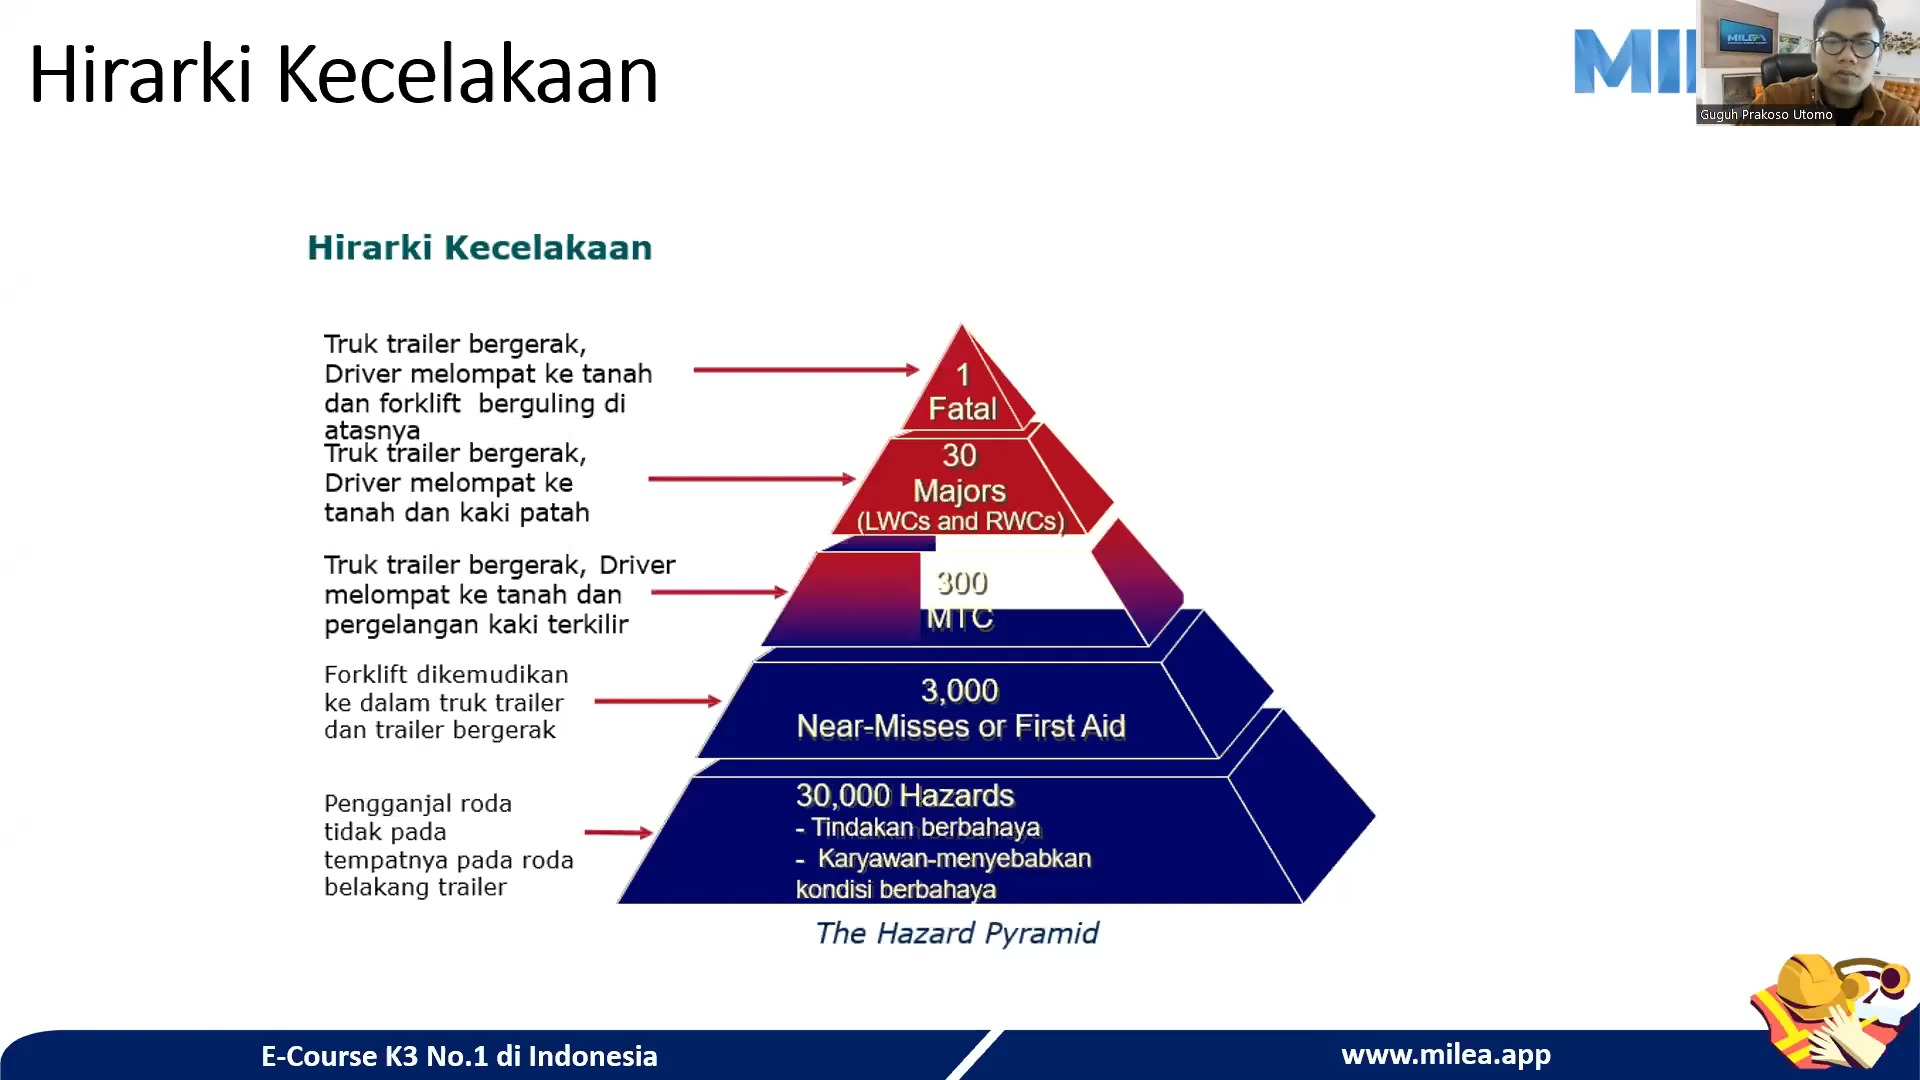 Hirarki Kecelakaan
MIL
MILEA
Guguh Prakoso Utomo
Hirarki Kecelakaan
Truk trailer bergerak,
Driver melompat ke tanah
dan forklift berguling di
atasnya
Truk trailer bergerak,
Driver melompat ke
tanah dan kaki patah
Truk trailer bergerak, Driver
melompat ke tanah dan
pergelangan kaki terkilir
Forklift dikemudikan
ke dalam truk trailer
dan trailer bergerak
Pengganjal roda
tidak pada
tempatnya pada roda
belakang trailer
1
Fatal
30
Majors
(LWCs and RWCs)
300
MTC
3,000
Near-Misses or First Aid
30,000 Hazards
- Tindakan berbahaya
- Karyawan-menyebabkan
kondisi berbahaya
The Hazard Pyramid
E-Course K3 No.1 di Indonesia
www.milea.app